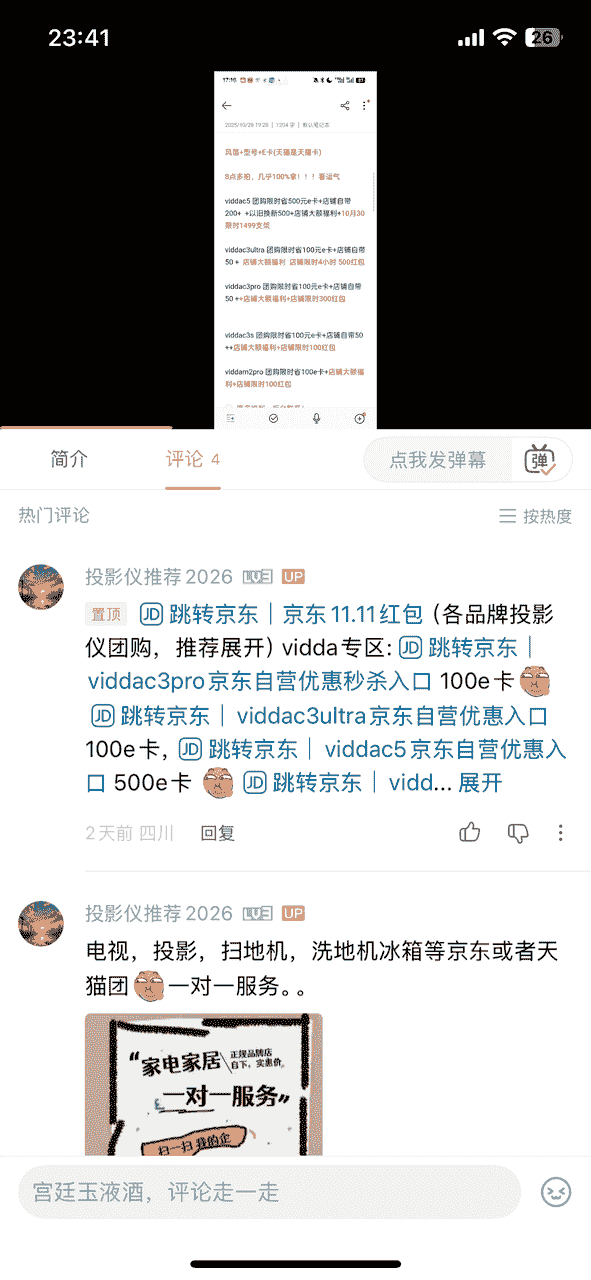 23:41
26
17:16
2025/10/29 19:28 | 1204 字 | 默认笔记本
风笛+型号+E卡(天猫是天猫卡)
8点多拍，几乎100%拿！！！看运气
viddac5 团购限时省500元e卡+店铺自带
200+ +以旧换新500+店铺大额福利+10月30
限时1499支架
viddac3ultra 团购限时省100元e卡+店铺自带
50 + 店铺大额福利 店铺限时4小时 500红包
viddac3pro 团购限时省100元e卡+店铺自带
50 ++店铺大额福利+店铺限时300红包
viddac3s 团购限时省100元e卡+店铺自带50
++店铺大额福利+店铺限时100红包
viddam2pro 团购限时省100e卡+店铺大额福
利+店铺限时100红包
简介
评论 4
点我发弹幕
弹
热门评论
按热度
投影仪推荐2026 LV3 UP
置顶 JD 跳转京东｜京东11.11红包 (各品牌投影
仪团购，推荐展开) vidda专区: JD 跳转京东｜
viddac3pro京东自营优惠秒杀入口 100e卡
JD 跳转京东｜ viddac3ultra京东自营优惠入口
100e卡, JD 跳转京东｜ viddac5京东自营优惠入
口 500e卡 JD 跳转京东｜ vidd... 展开
2天前 四川 回复
投影仪推荐2026 LV3 UP
电视，投影，扫地机，洗地机冰箱等京东或者天
猫团 一对一服务。。
“家电家居 正规品牌店
自下，实惠价。
一对一服务”
扫一扫 我的企
宫廷玉液酒，评论走一走